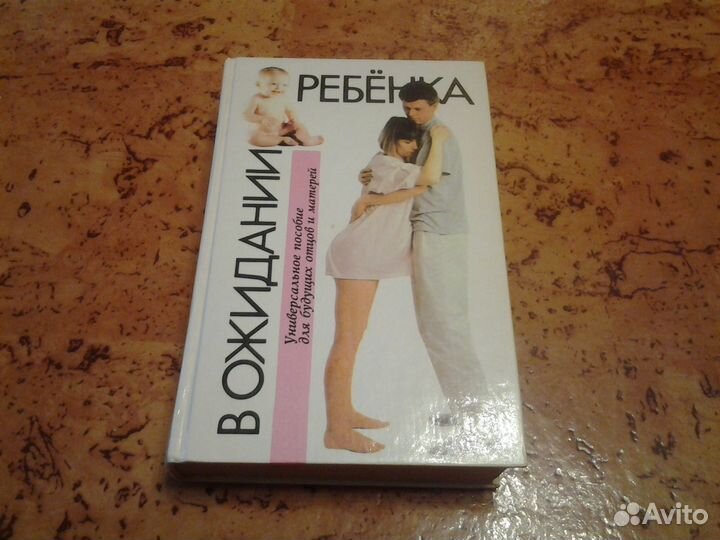 В ОЖИДАНИИ
РЕБЁНКА
Универсальное пособие
для будущих отцов и матерей
Avito